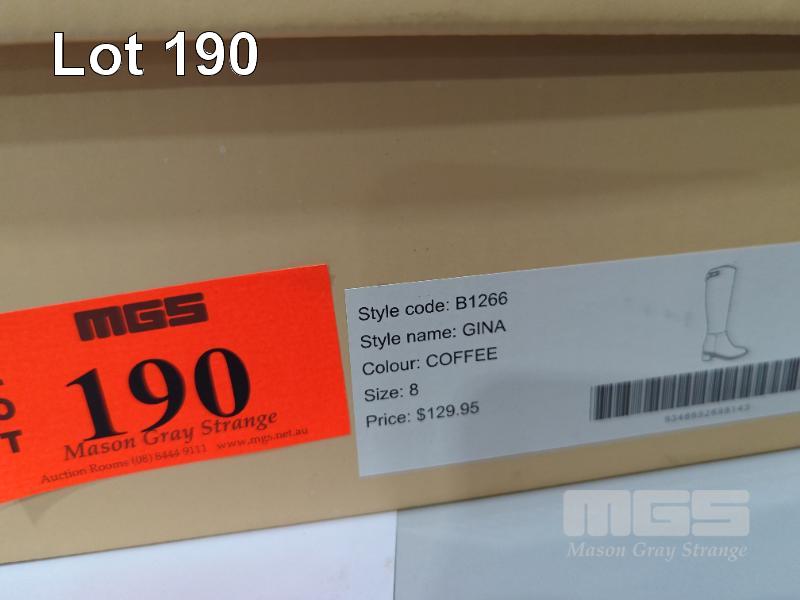 Lot 190
MGS
190
Mason Gray Strange
Auction Rooms (08) 8444 9111 www.mgs.net.au
Style code: B1266
Style name: GINA
Colour: COFFEE
Size: 8
Price: $129.95
MGS
Mason Gray Strange